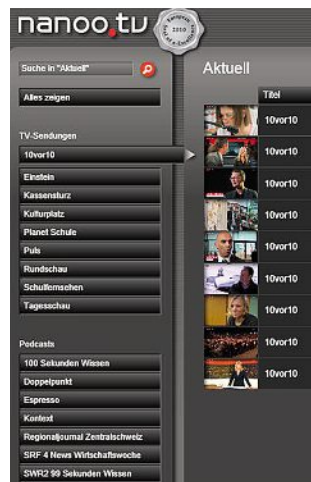 nanoo.tv
2010
Suche in "Aktuell"
Alles zeigen
TV-Sendungen
10vor10
Einstein
Kassensturz
Kulturplatz
Planet Schule
Puls
Rundschau
Schulfernsehen
Tagesschau
Podcasts
100 Sekunden Wissen
Doppelpunkt
Espresso
Kontext
Regionaljournal Zentralschweiz
SRF 4 News Wirtschaftswoche
SWR2 99 Sekunden Wissen
Aktuell
Titel
10vor10
10vor10
10vor10
10vor10
10vor10
10vor10
10vor10
10vor10
10vor10